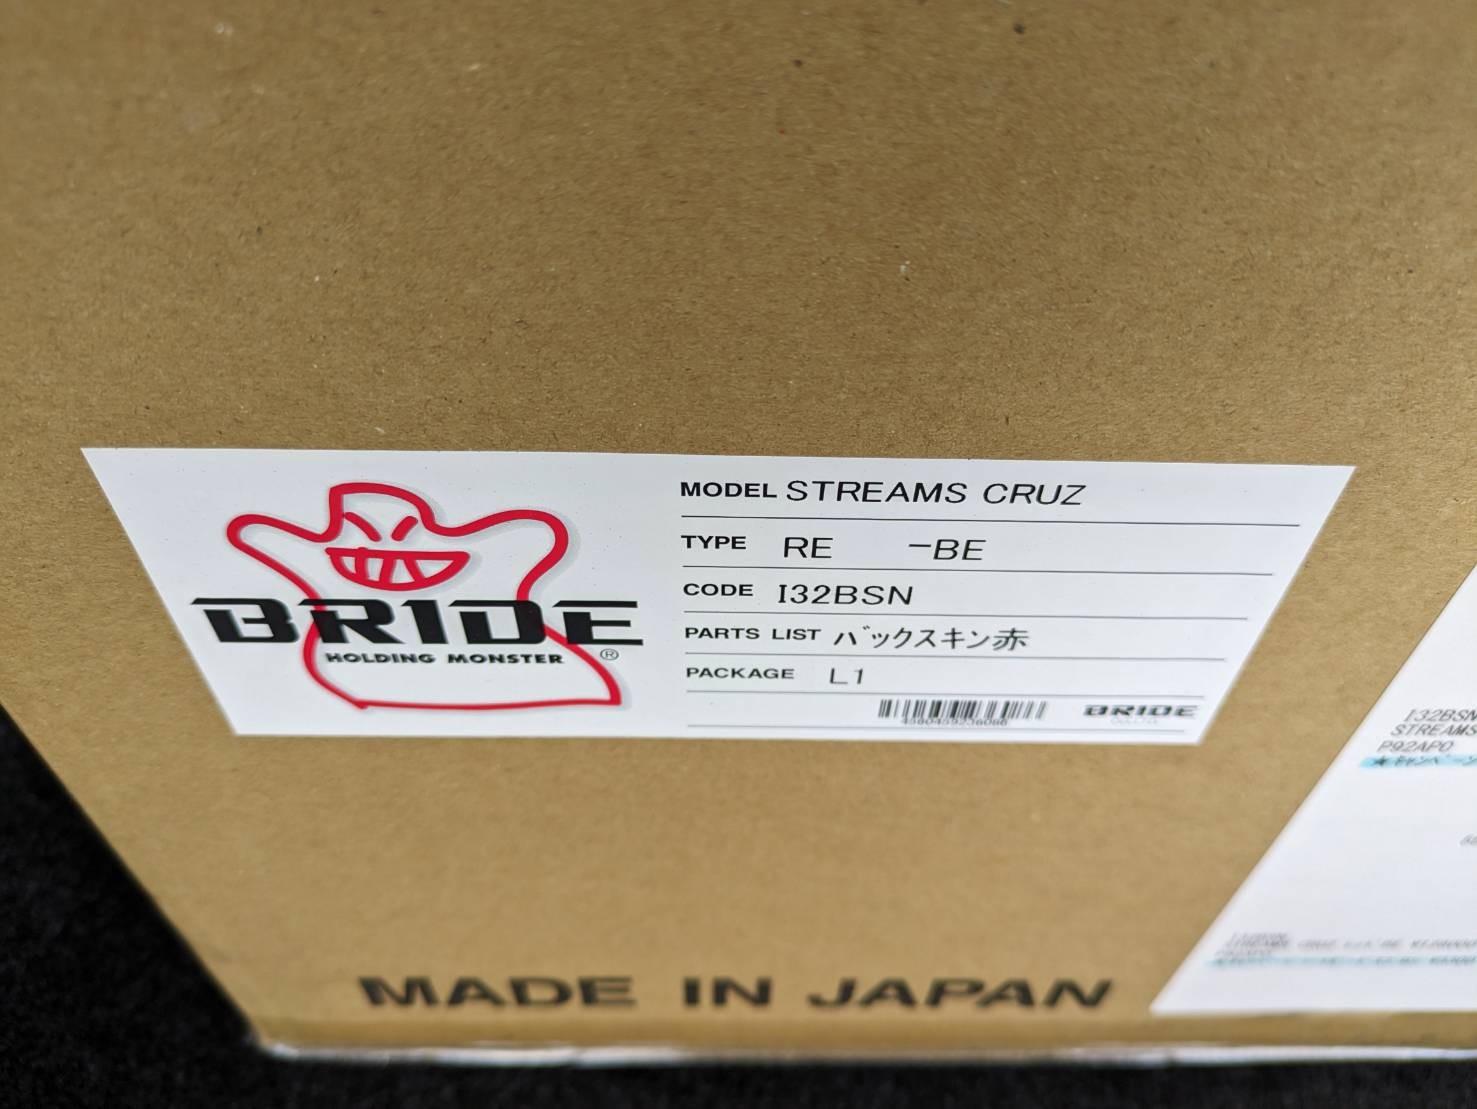 MODEL STREAMS CRUZ
TYPE RE -BE
CODE I32BSN
PARTS LIST バックスキン赤
PACKAGE L1
BRIDE
HOLDING MONSTER
®
4580459236086
BRIDE
MADE IN JAPAN
I32BSN
STREAMS
P92AP0